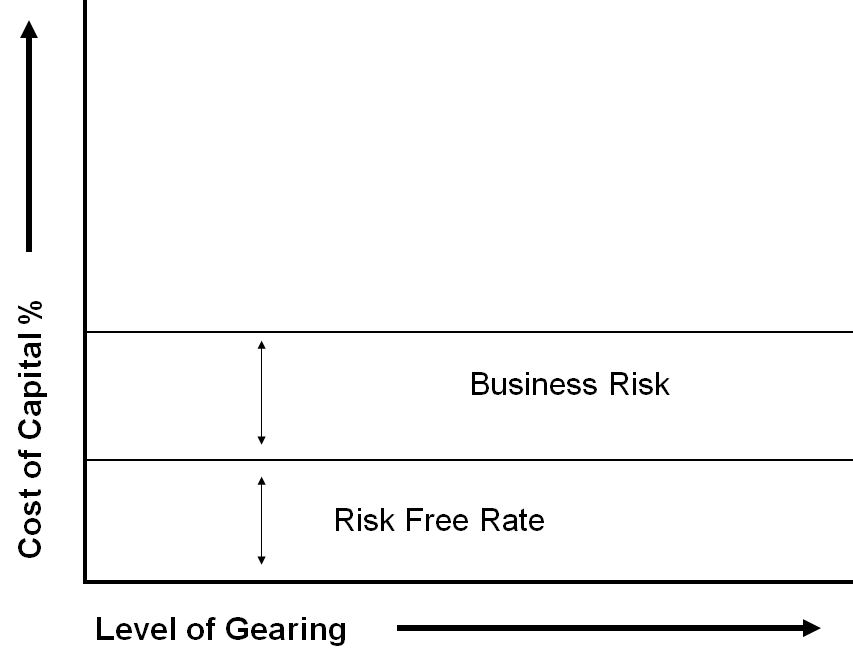 Cost of Capital %
Business Risk
Risk Free Rate
Level of Gearing